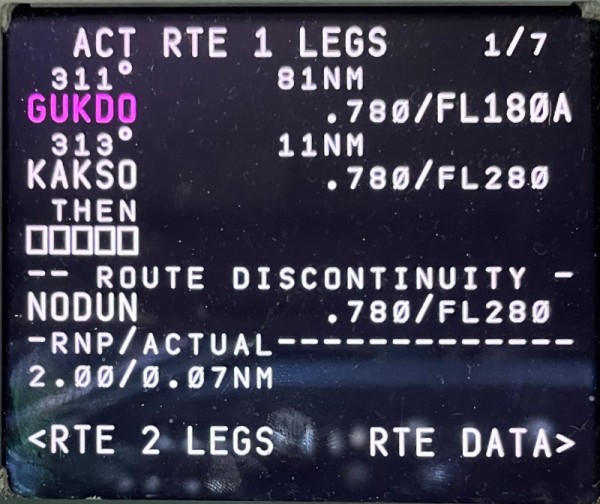 ACT RTE 1 LEGS 1/7
311° 81NM
GUKDO .780/FL180A
313° 11NM
KAKSO .780/FL280
THEN
□□□□□
-- ROUTE DISCONTINUITY -
NODUN .780/FL280
-RNP/ACTUAL--------------
2.00/0.07NM
<RTE 2 LEGS RTE DATA>